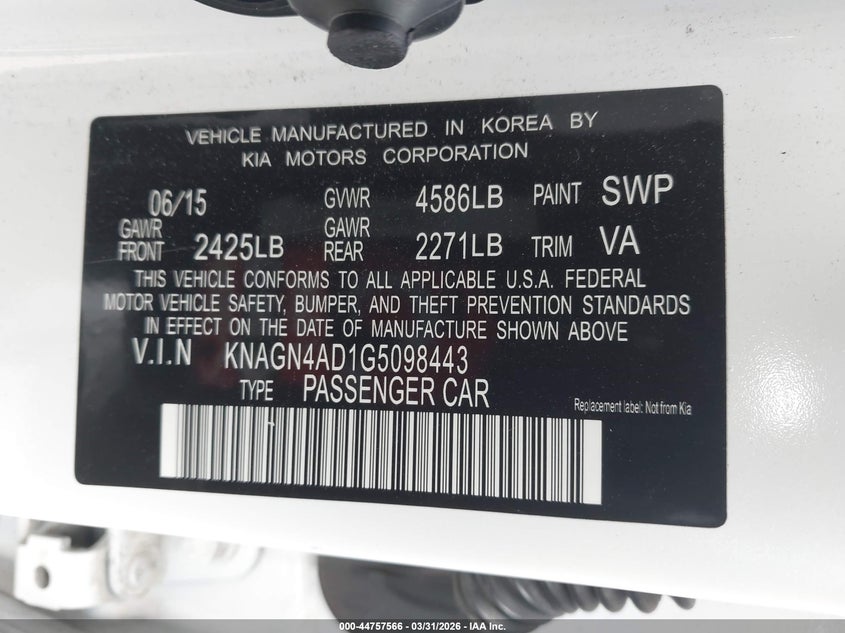 VEHICLE MANUFACTURED IN KOREA BY
KIA MOTORS CORPORATION
06/15 GVWR 4586LB PAINT SWP
GAWR FRONT 2425LB GAWR REAR 2271LB TRIM VA
THIS VEHICLE CONFORMS TO ALL APPLICABLE U.S.A. FEDERAL
MOTOR VEHICLE SAFETY, BUMPER, AND THEFT PREVENTION STANDARDS
IN EFFECT ON THE DATE OF MANUFACTURE SHOWN ABOVE
V.I.N KNAGN4AD1G5098443
TYPE PASSENGER CAR
Replacement label: Not from Kia
000-44757566 - 03/31/2026 - IAA Inc.